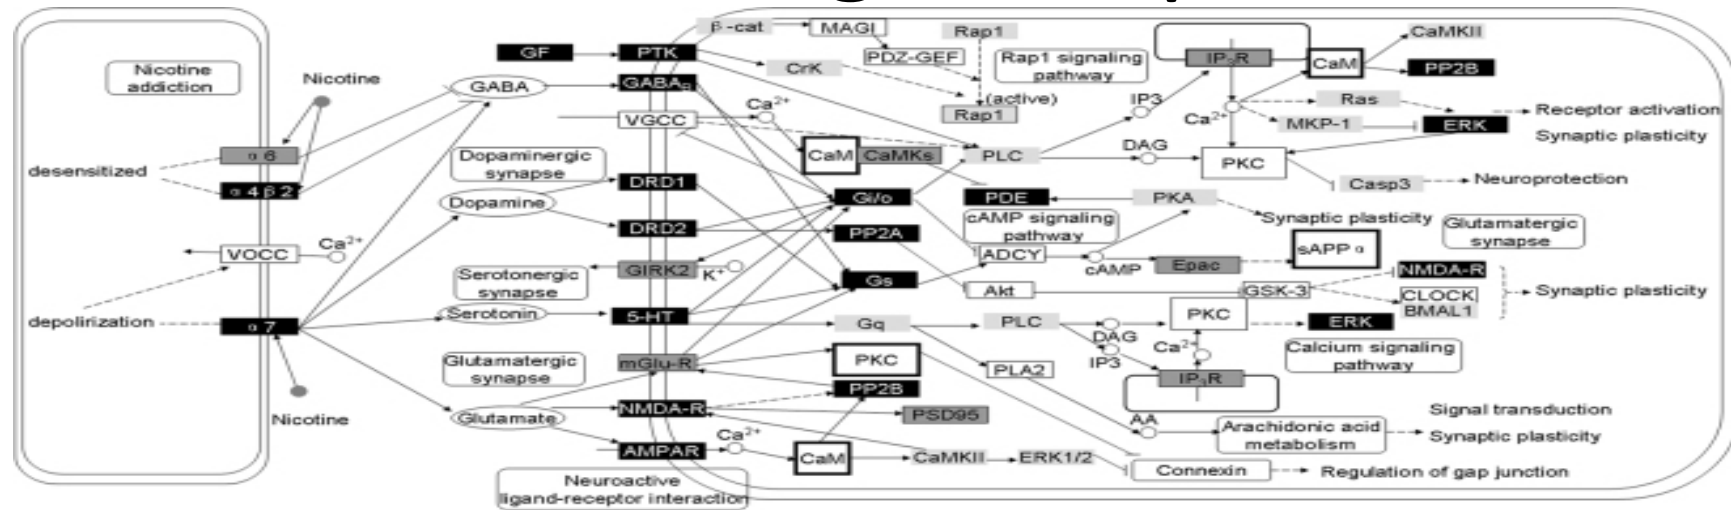 Nicotine
addiction
Nicotine
desensitized
α6
α4β2
VOCC
Ca2+
depolirization
α7
Nicotine
GF
PTK
GABA
GABAB
VGCC
Ca2+
Dopaminergic
synapse
DRD1
Dopamine
DRD2
GIRK2
K+
Serotonergic
synapse
Serotonin
5-HT
Glutamatergic
synapse
mGlu-R
Glutamate
NMDA-R
AMPAR
Ca2+
Neuroactive
ligand-receptor interaction
β-cat
MAGI
PDZ-GEF
CrK
Rap1
Rap1 signaling
pathway
(active)
Rap1
CaM
CaMKs
PLC
IP3
DAG
Gi/o
PP2A
Gs
PDE
PKA
cAMP signaling
pathway
ADCY
cAMP
Epac
sAPP α
Synaptic plasticity
Glutamatergic
synapse
IP3R
CaM
CaMKII
PP2B
Ca2+
Ras
MKP-1
ERK
Receptor activation
Synaptic plasticity
PKC
Casp3
Neuroprotection
Akt
GSK-3
NMDA-R
CLOCK
BMAL1
Synaptic plasticity
Gq
PLC
DAG
IP3
PKC
ERK
Ca2+
IP3R
Calcium signaling
pathway
PKC
PP2B
PSD95
PLA2
AA
Arachidonic acid
metabolism
Signal transduction
Synaptic plasticity
CaM
CaMKII
ERK1/2
Connexin
Regulation of gap junction